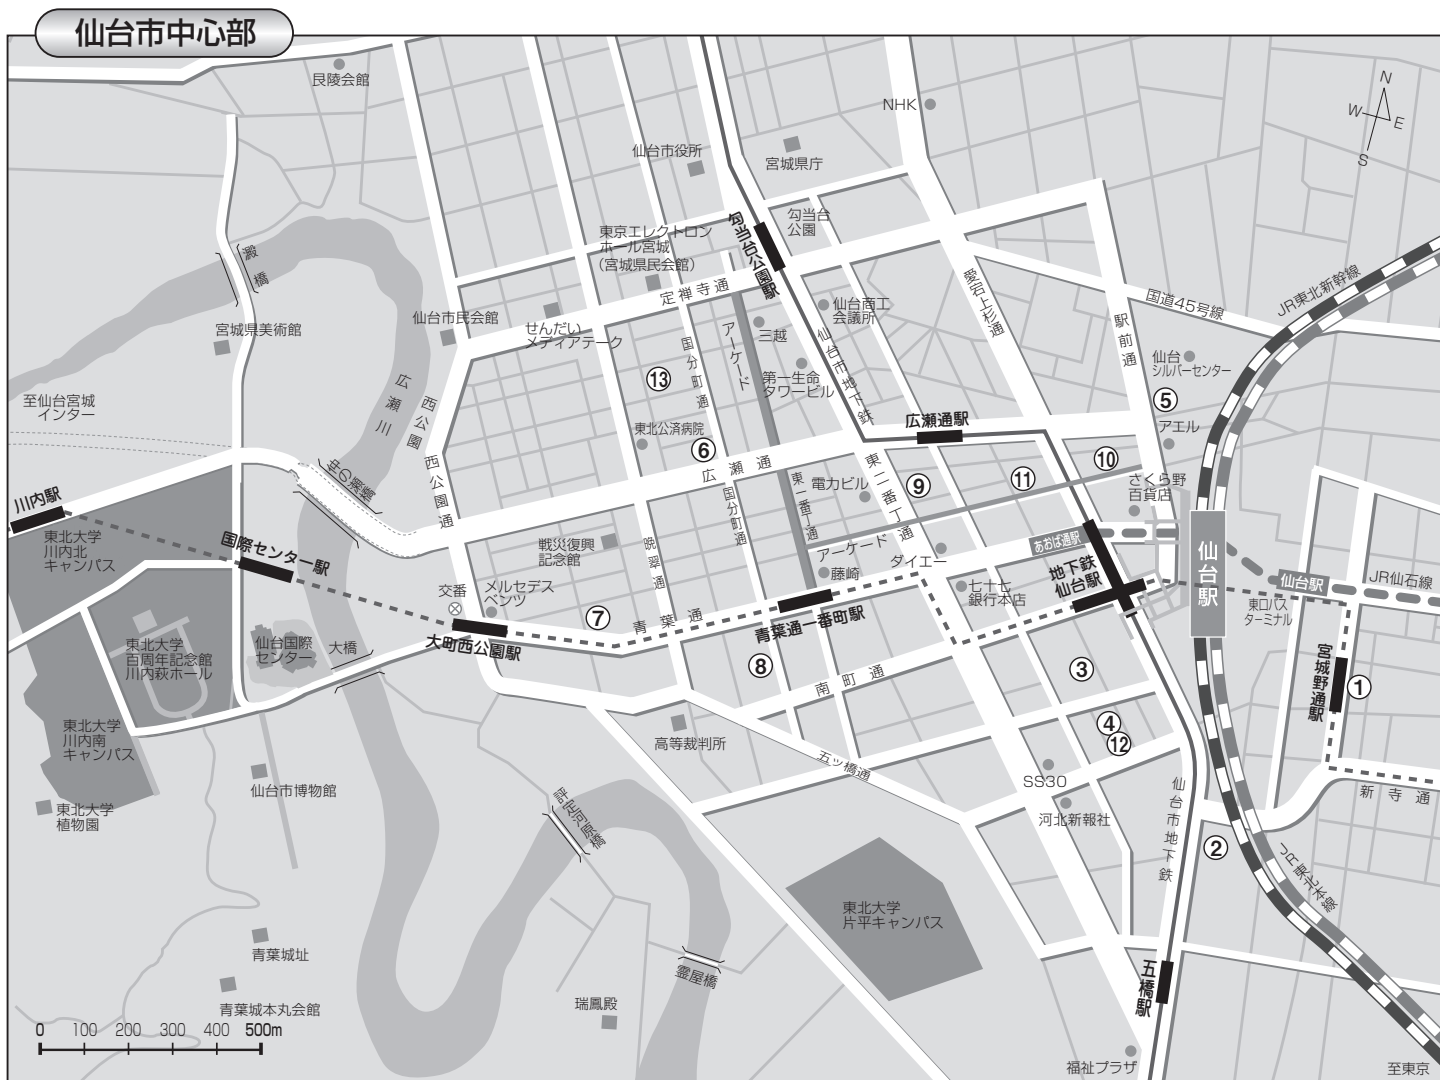 仙台市中心部
艮陵会館
NHK
N
W
E
S
仙台市役所
宮城県庁
勾当台
公園
勾当台公園駅
東京エレクトロン
ホール宮城
(宮城県民会館)
定禅寺通
澱橋
宮城県美術館
仙台市民会館
せんだい
メディアテーク
国分町通
アーケード
三越
仙台商工
会議所
仙台市地下鉄
第一生命
タワービル
愛宕上杉通
国道45号線
駅前通
JR東北新幹線
仙台
シルバーセンター
⑤
アエル
至仙台宮城
インター
広瀬川
西公園
西公園通
⑬
東北公済病院
⑥
広瀬通
広瀬通駅
仲の瀬橋
東二番丁通
電力ビル
東一番丁通
国分町通
⑨
⑪
⑩
さくら野
百貨店
川内駅
東北大学
川内北
キャンパス
国際センター駅
戦災復興
記念館
晩翠通
アーケード
ダイエー
藤崎
あおば通駅
地下鉄
仙台駅
仙台駅
仙台駅
JR仙石線
東口バス
ターミナル
七十七
銀行本店
交番
メルセデス
ベンツ
⑦
青葉通
青葉通一番町駅
大町西公園駅
大橋
仙台国際
センター
東北大学
百周年記念館
川内萩ホール
⑧
南町通
③
宮城野通駅
①
東北大学
川内南
キャンパス
高等裁判所
④
⑫
五ツ橋通
SS30
河北新報社
仙台市地下鉄
新寺通
②
仙台市博物館
東北大学
植物園
評定河原橋
JR東北本線
東北大学
片平キャンパス
青葉城址
青葉城本丸会館
霊屋橋
瑞鳳殿
五橋駅
福祉プラザ
至東京
0 100 200 300 400 500m